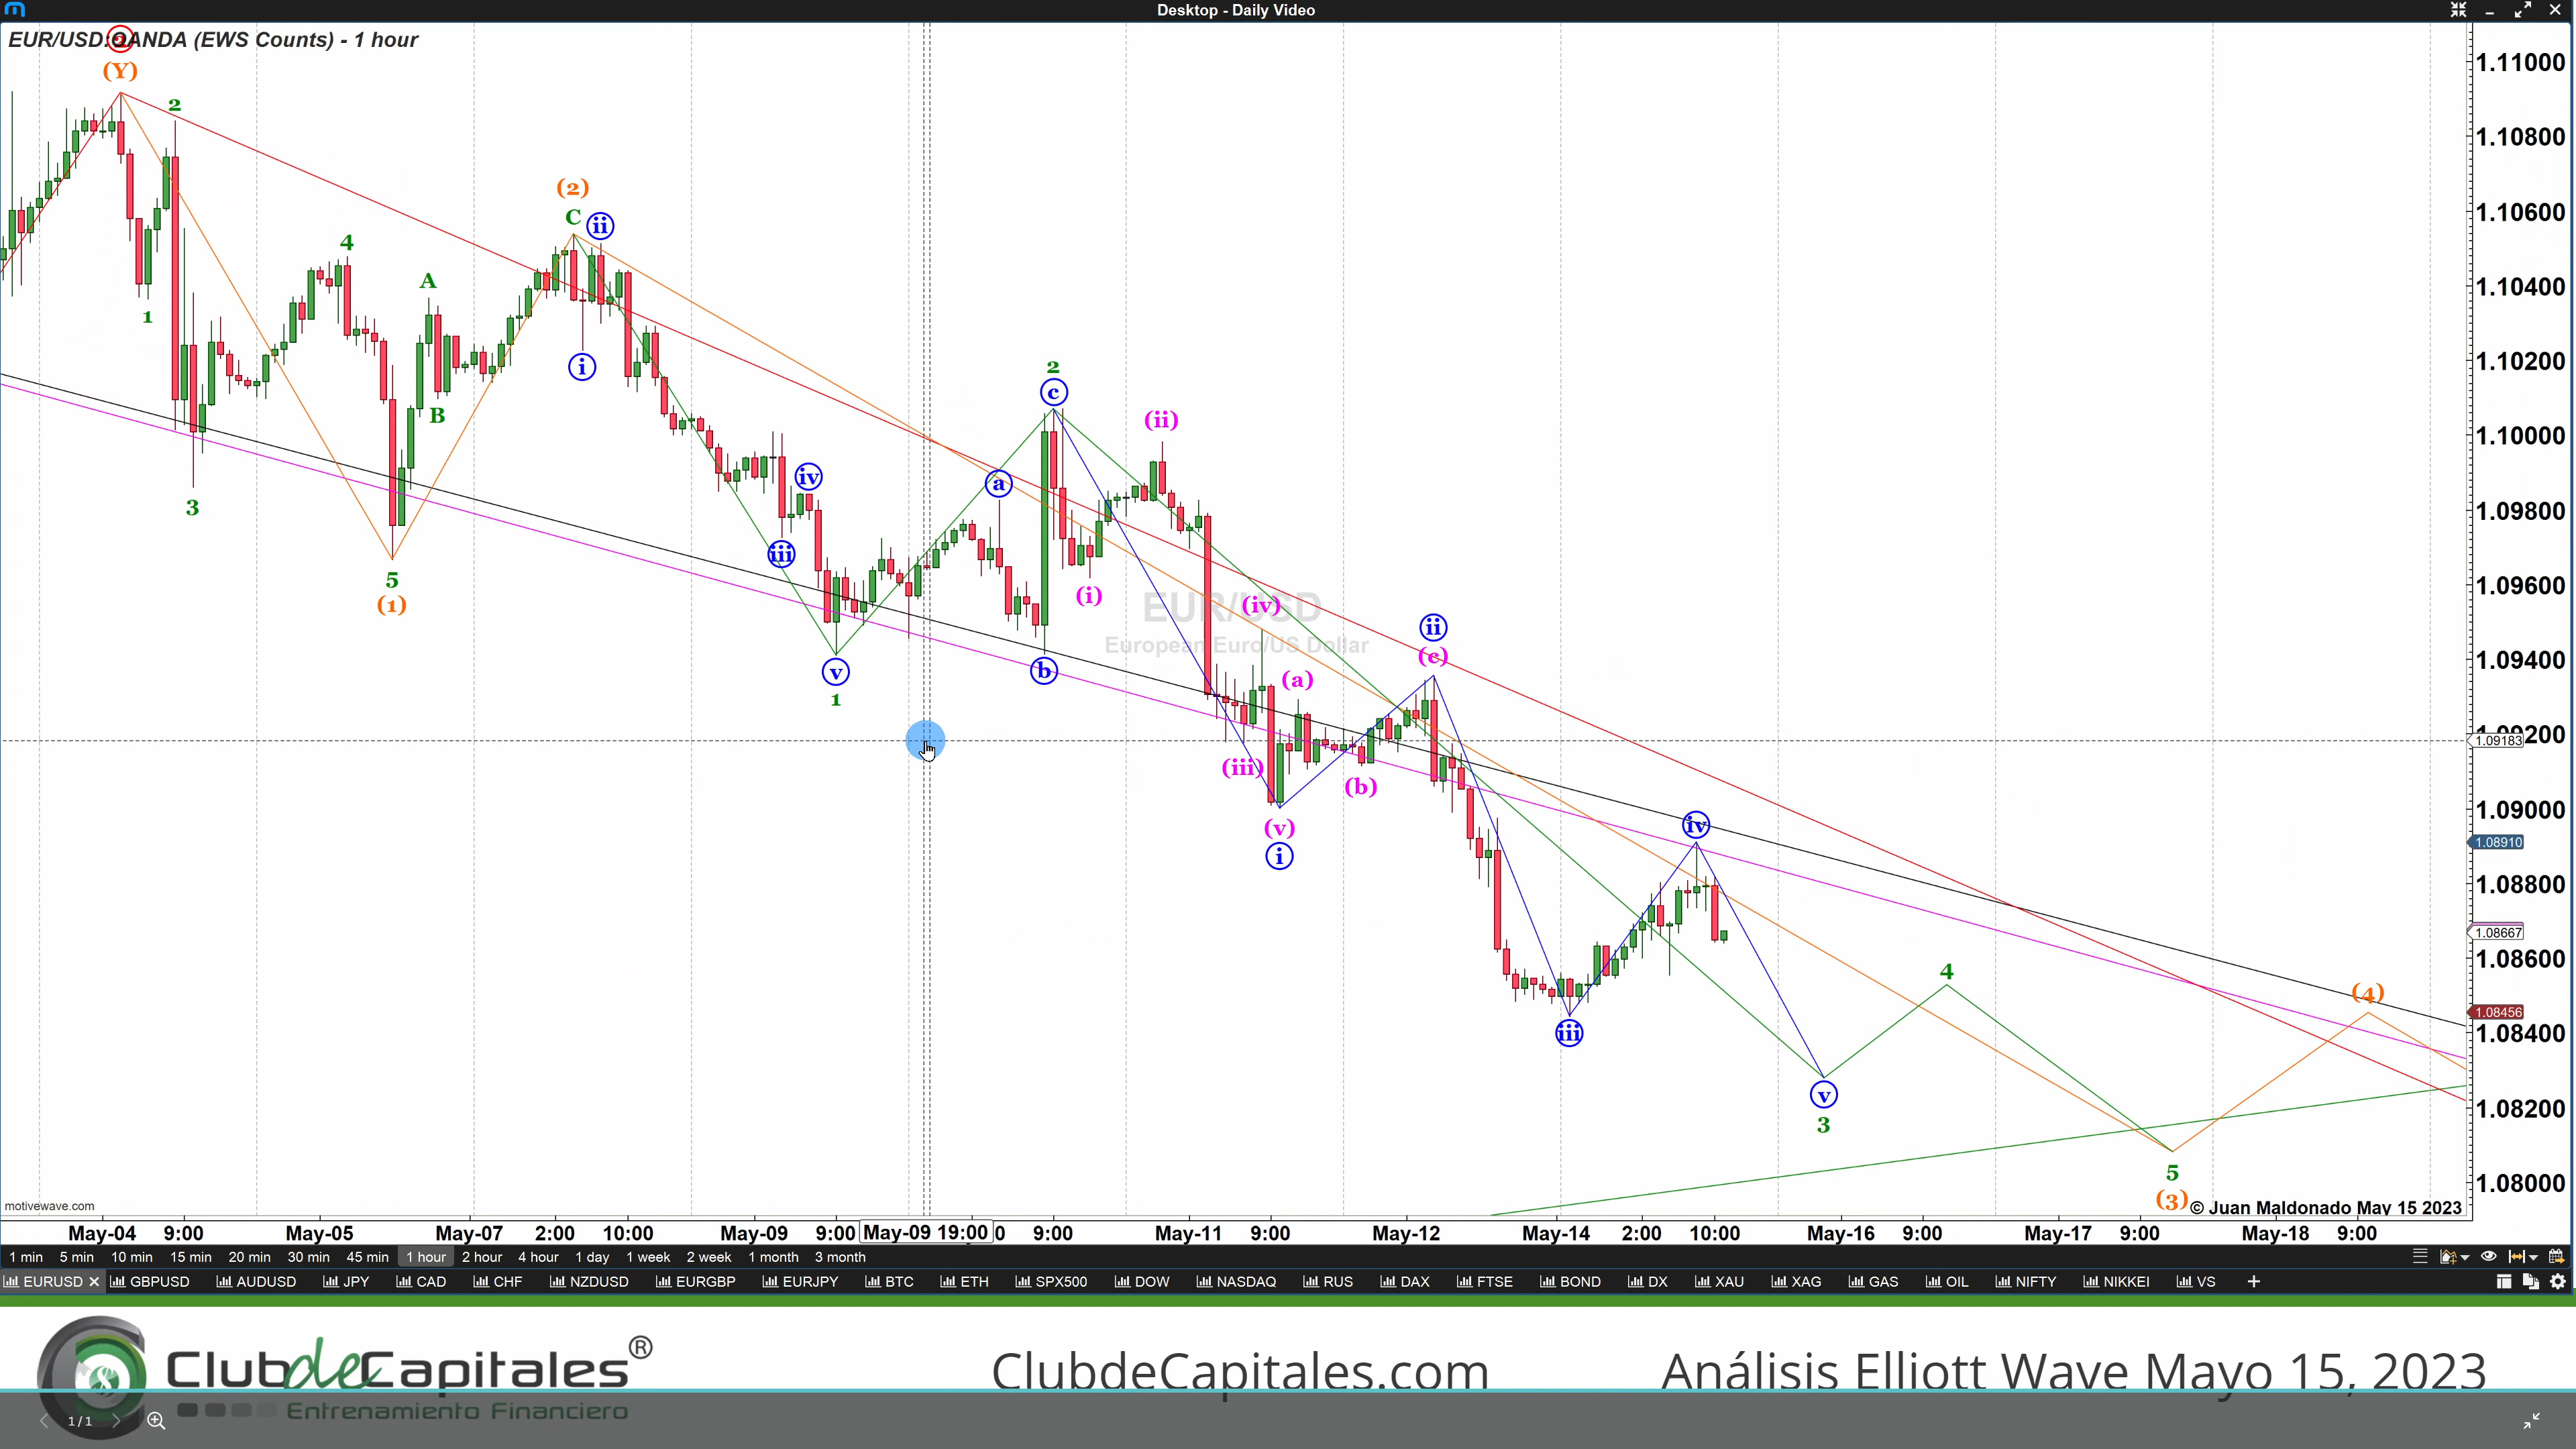 Desktop - Daily Video
EUR/USD:OANDA (EWS Counts) - 1 hour
2
(Y)
2
1
3
4
5
(1)
A
B
(2)
C
ii
i
iii
iv
v
1
a
b
2
c
(i)
(ii)
(iii)
(iv)
(v)
i
(a)
(b)
ii
(c)
iii
iv
v
3
4
5
(3)
(4)
EUR/USD
European Euro/US Dollar
1.11000
1.10800
1.10600
1.10400
1.10200
1.10000
1.09800
1.09600
1.09400
1.09200
1.09183
1.09000
1.08910
1.08800
1.08667
1.08600
1.08456
1.08400
1.08200
1.08000
motivewave.com
© Juan Maldonado May 15 2023
May-04 9:00 May-05 May-07 2:00 10:00 May-09 9:00 May-09 19:00 0 9:00 May-11 9:00 May-12 May-14 2:00 10:00 May-16 9:00 May-17 9:00 May-18 9:00
1 min 5 min 10 min 15 min 20 min 30 min 45 min 1 hour 2 hour 4 hour 1 day 1 week 2 week 1 month 3 month
EURUSD GBPUSD AUDUSD JPY CAD CHF NZDUSD EURGBP EURJPY BTC ETH SPX500 DOW NASDAQ RUS DAX FTSE BOND DX XAU XAG GAS OIL NIFTY NIKKEI VS +
ClubdeCapitales®
Entrenamiento Financiero
ClubdeCapitales.com
Análisis Elliott Wave Mayo 15, 2023
1/1